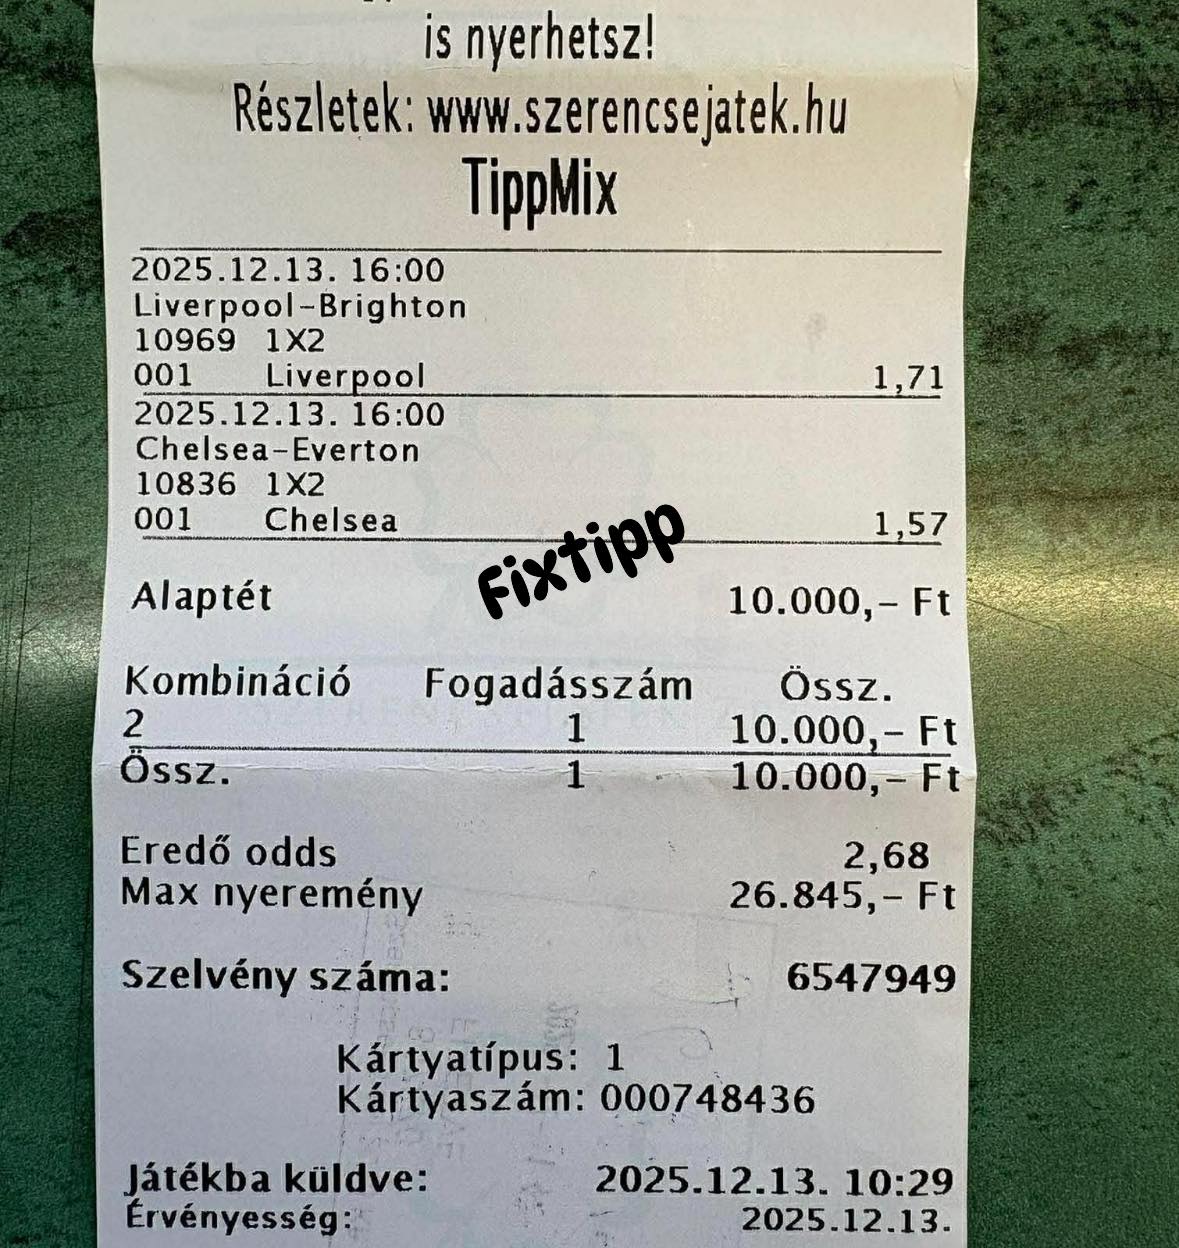 is nyerhetsz!
Részletek: www.szerencsejatek.hu
TippMix
2025.12.13. 16:00
Liverpool-Brighton
10969 1X2
001 Liverpool 1,71
2025.12.13. 16:00
Chelsea-Everton
10836 1X2
001 Chelsea 1,57
Fixtipp
Alaptét 10.000,- Ft
Kombináció Fogadásszám Össz.
2 1 10.000,- Ft
Össz. 1 10.000,- Ft
Eredő odds 2,68
Max nyeremény 26.845,- Ft
Szelvény száma: 6547949
Kártyatípus: 1
Kártyaszám: 000748436
Játékba küldve: 2025.12.13. 10:29
Érvényesség: 2025.12.13.